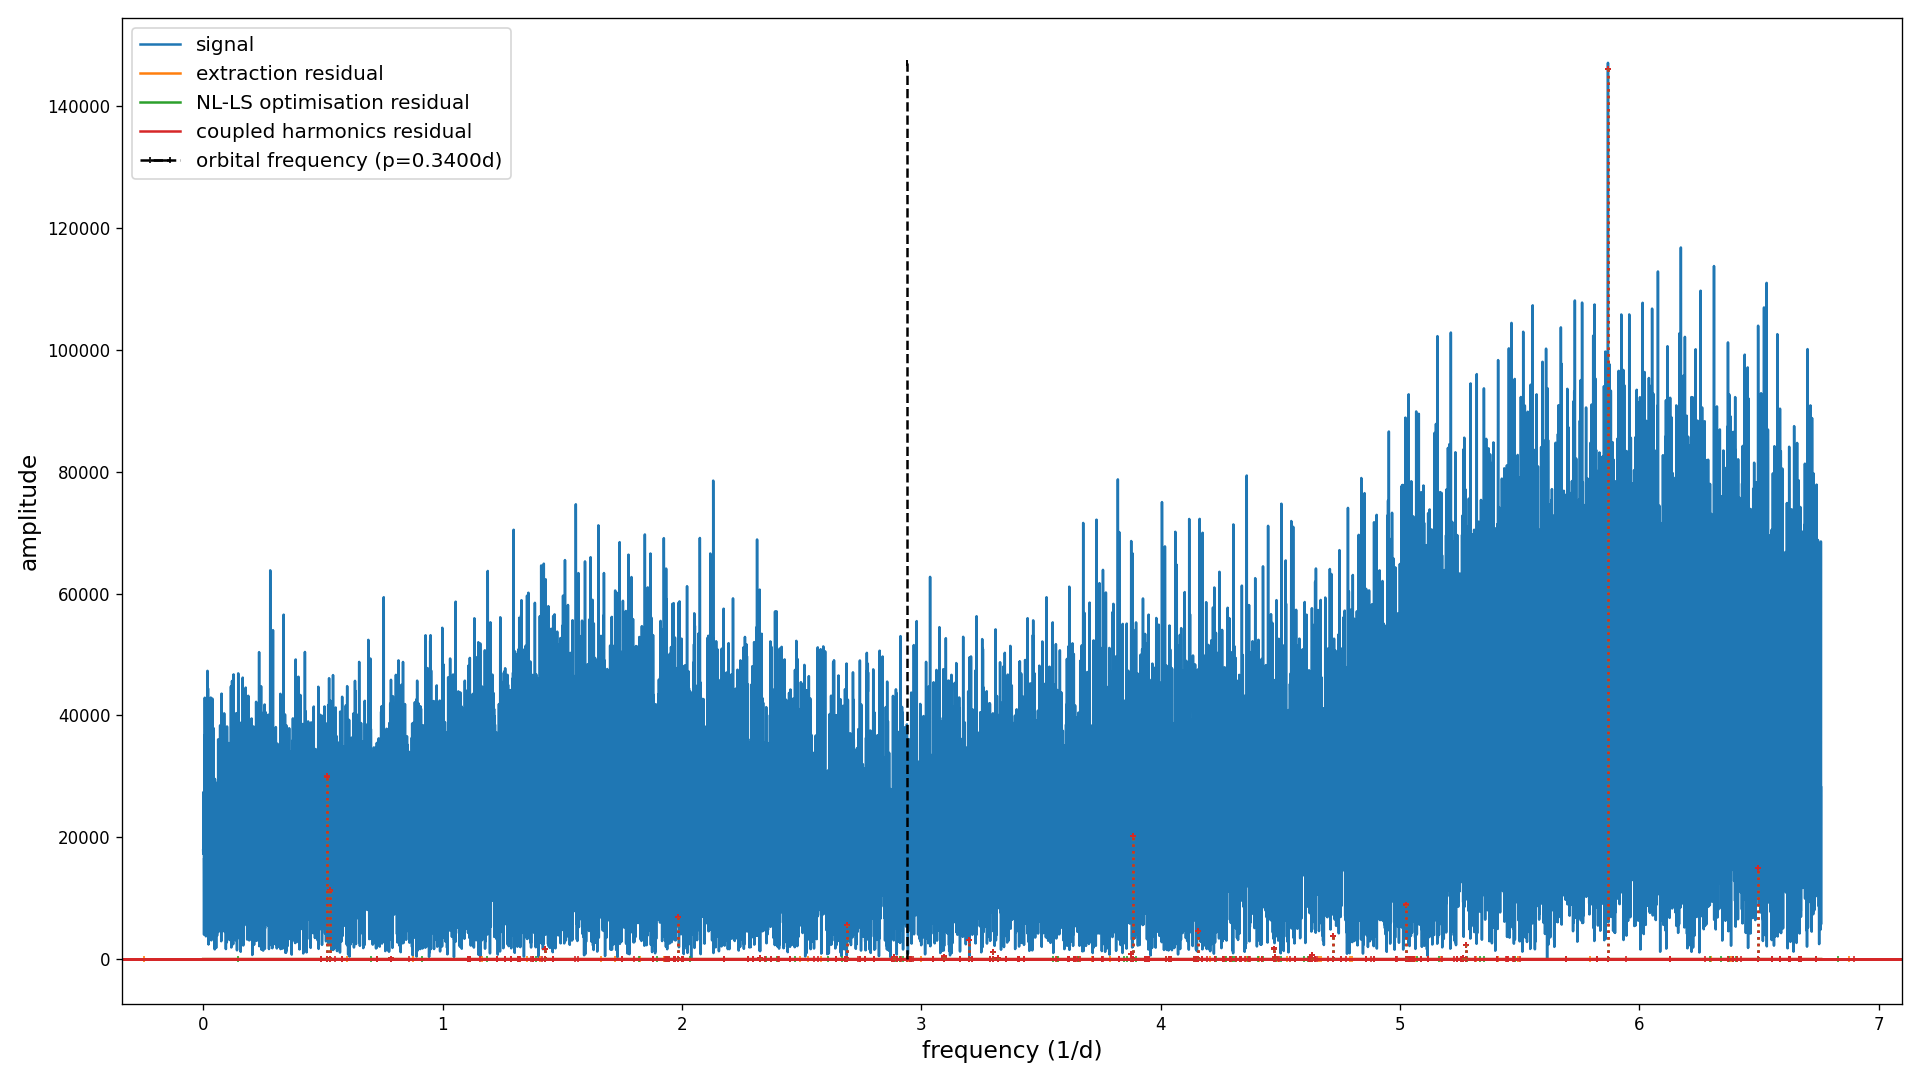 signal
extraction residual
NL-LS optimisation residual
coupled harmonics residual
orbital frequency (p=0.3400d)
140000
120000
100000
80000
60000
40000
20000
0
amplitude
0 1 2 3 4 5 6 7
frequency (1/d)